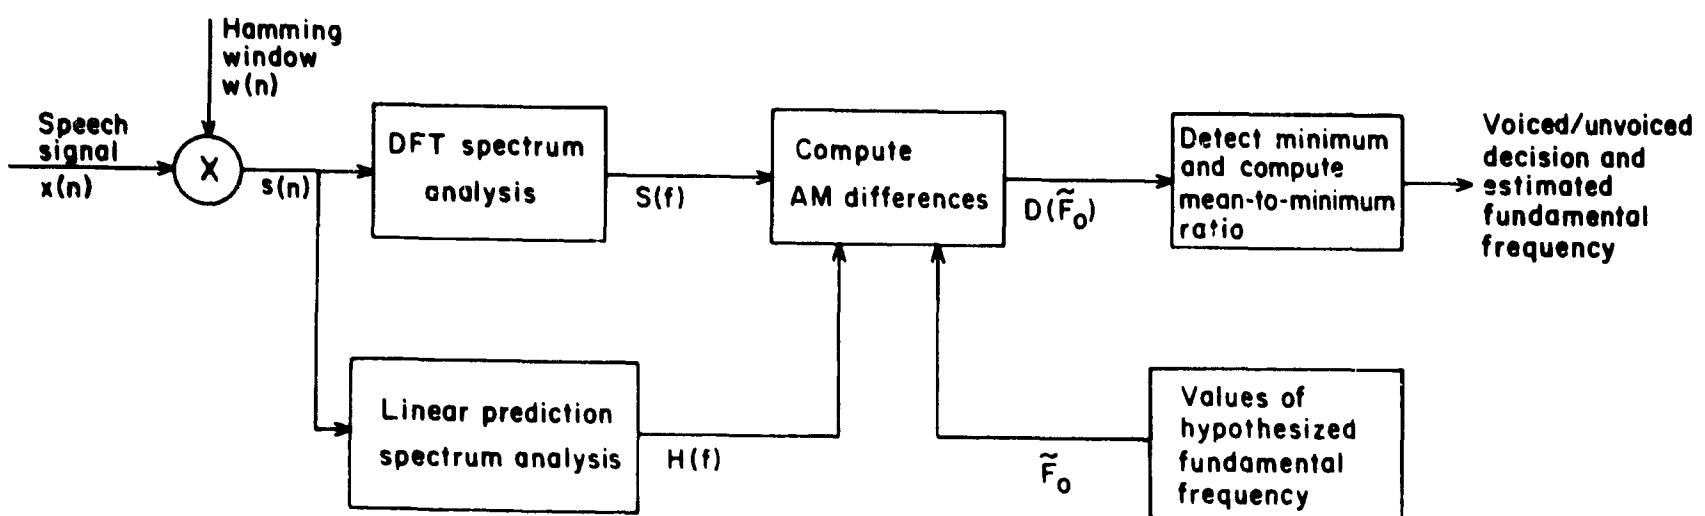 Hamming
window
w(n)
Speech
signal
x(n)
X
s(n)
DFT spectrum
analysis
S(f)
Compute
AM differences
D(F̃₀)
Detect minimum
and compute
mean-to-minimum
ratio
Voiced/unvoiced
decision and
estimated
fundamental
frequency
Linear prediction
spectrum analysis
H(f)
F̃₀
Values of
hypothesized
fundamental
frequency